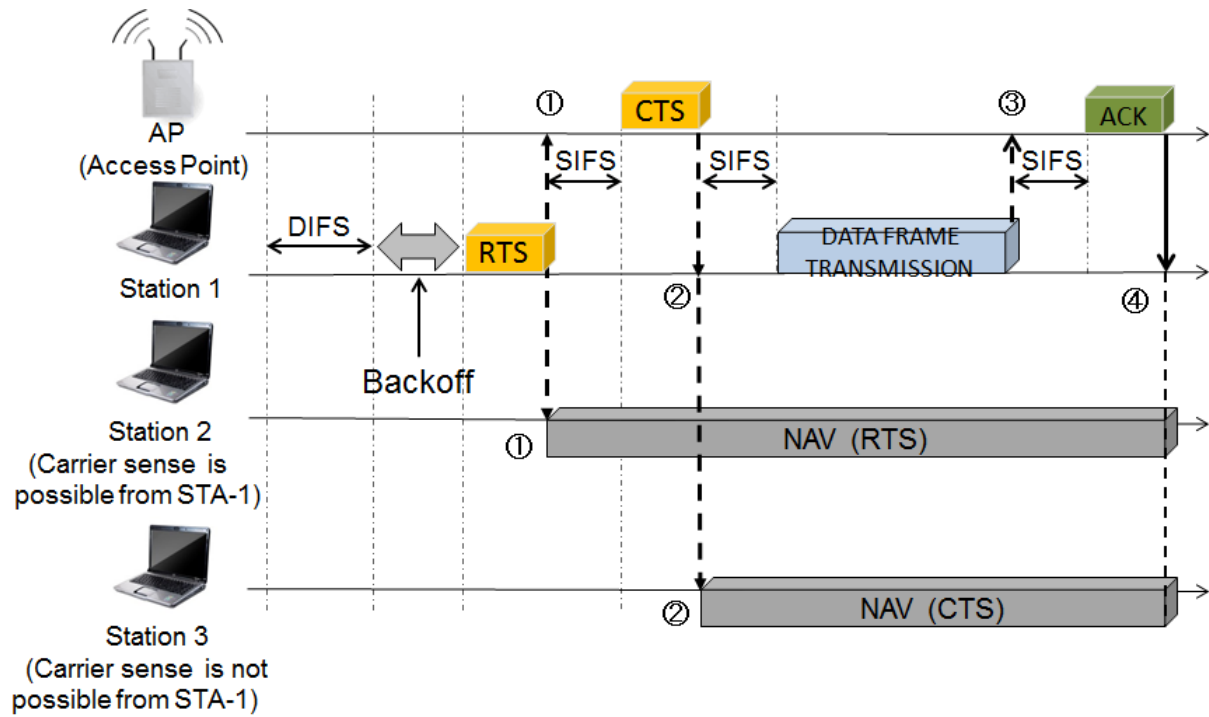 AP
(Access Point)
①
CTS
③
ACK
SIFS
SIFS
SIFS
DIFS
RTS
DATA FRAME
TRANSMISSION
Station 1
②
④
Backoff
Station 2
(Carrier sense is
possible from STA-1)
①
NAV (RTS)
Station 3
(Carrier sense is not
possible from STA-1)
②
NAV (CTS)